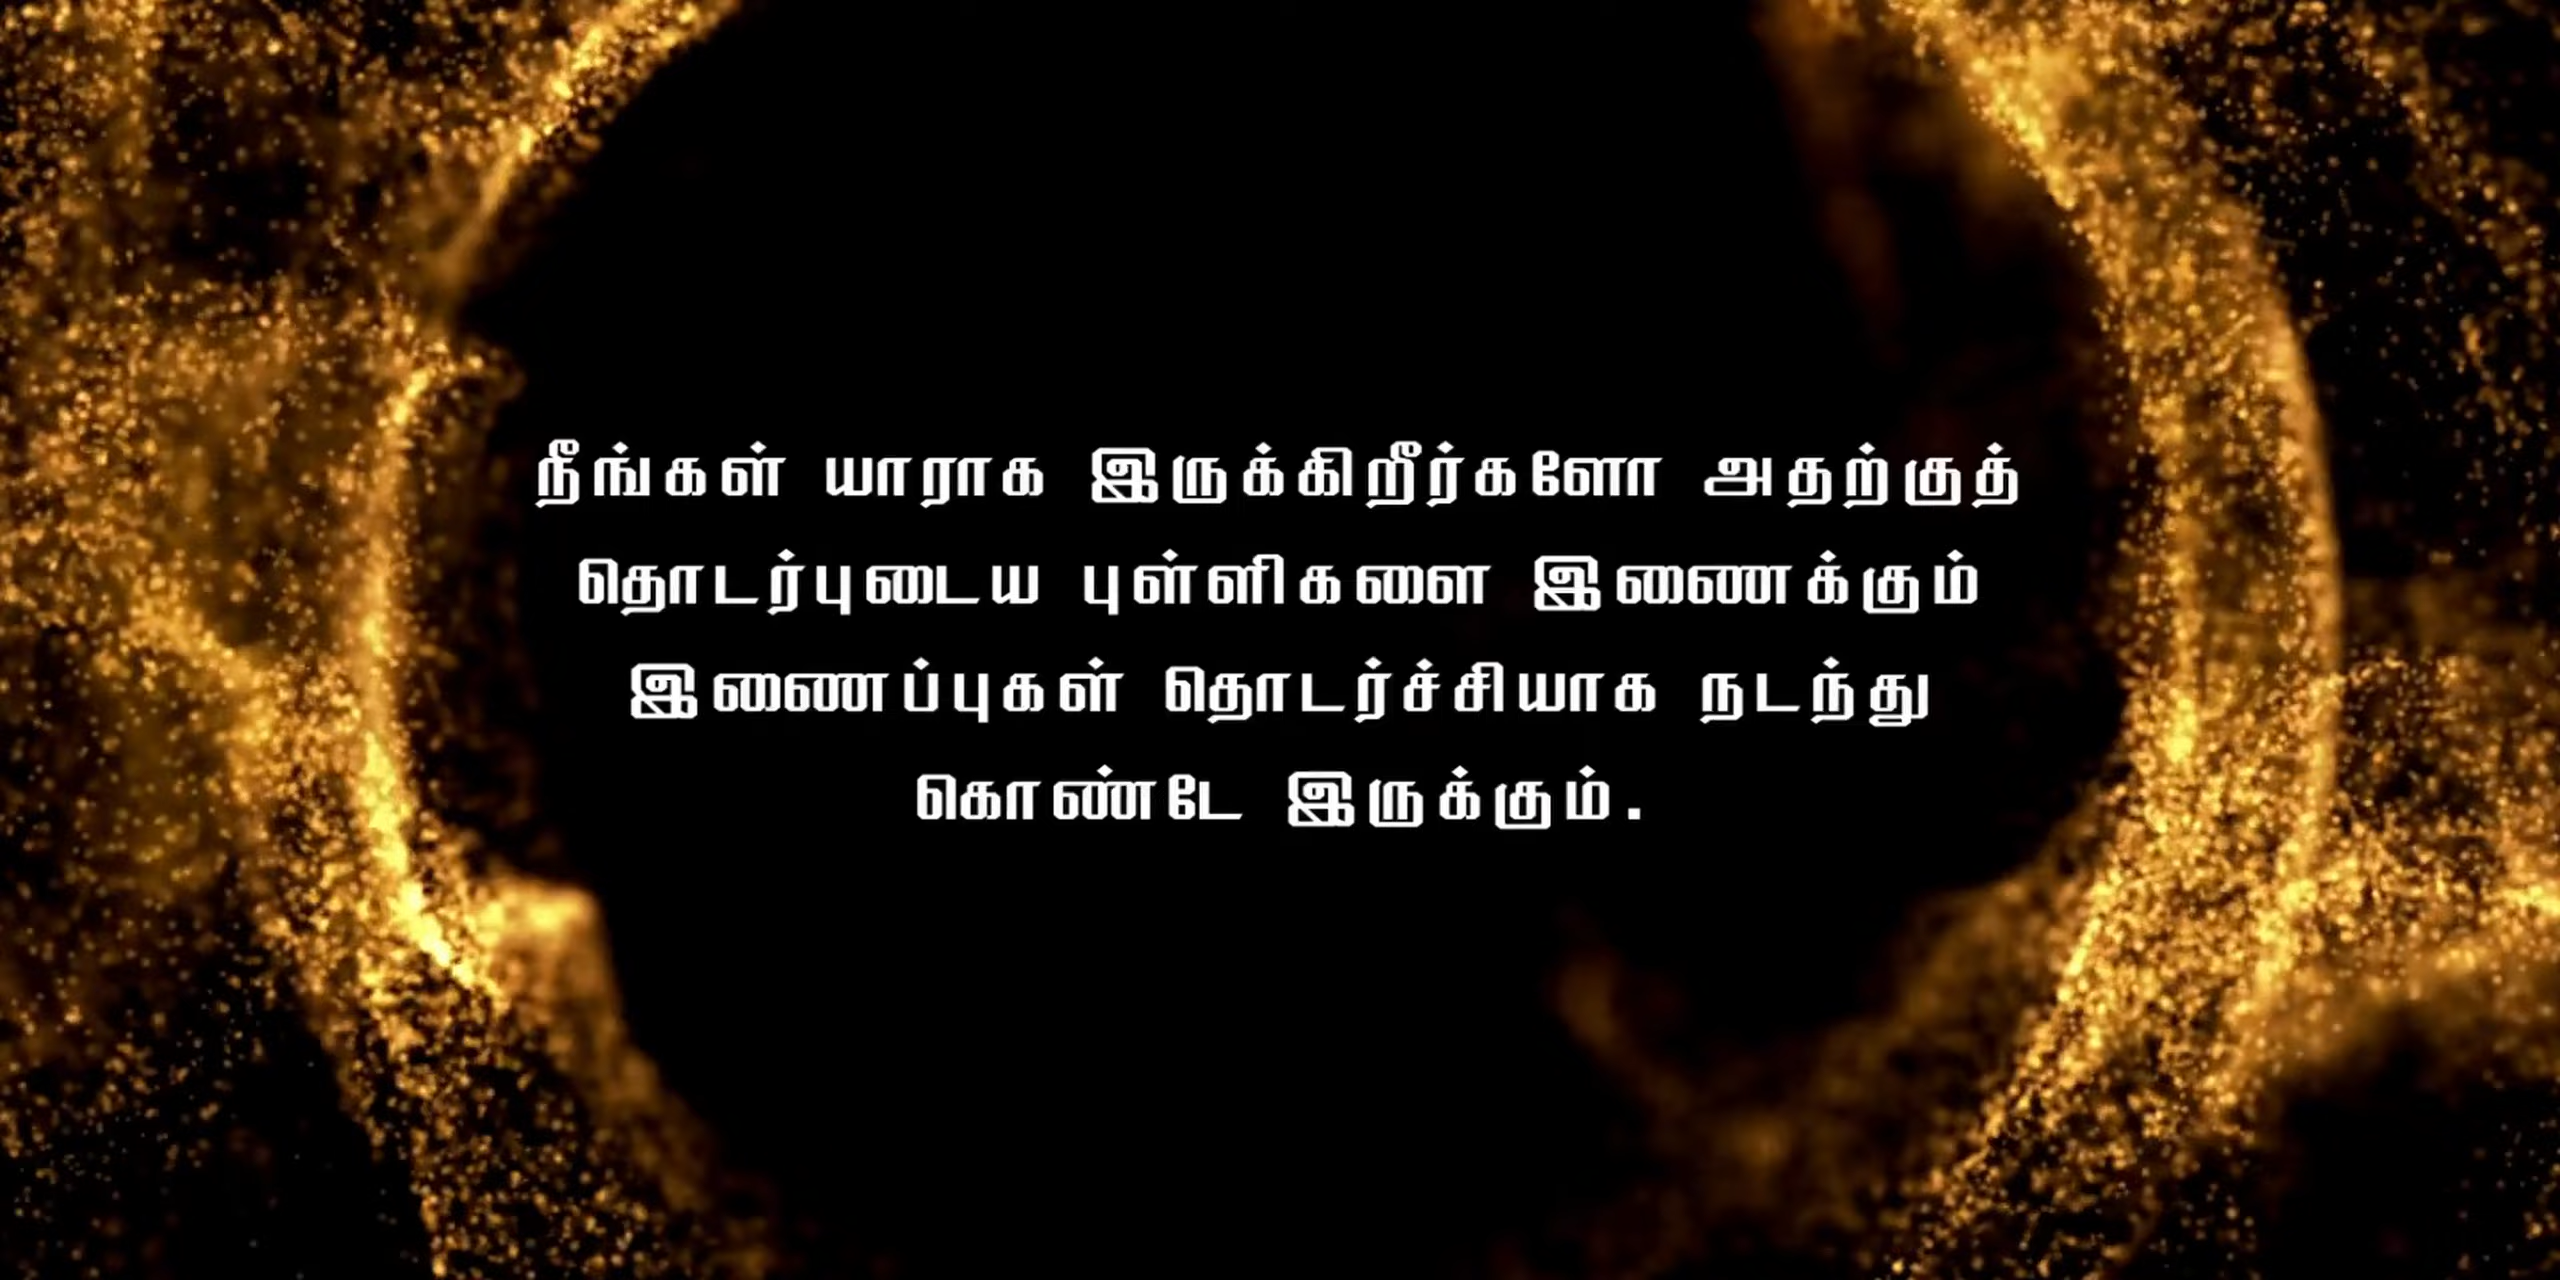 நீங்கள் யாராக இருக்கிறீர்களோ அதற்குத்
தொடர்புடைய புள்ளிகளை இணைக்கும்
இணைப்புகள் தொடர்ச்சியாக நடந்து
கொண்டே இருக்கும்.